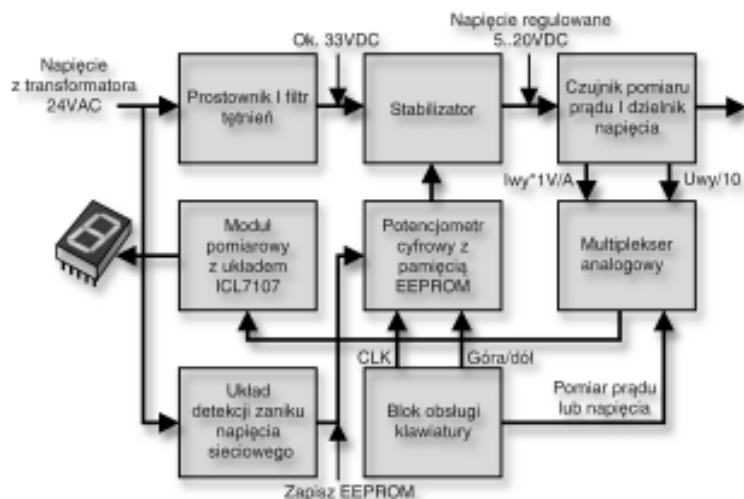 Ok. 33VDC
Napięcie regulowane
5..20VDC
Napięcie
z transformatora
24VAC
Prostownik I filtr
tętnień
Stabilizator
Czujnik pomiaru
prądu I dzielnik
napięcia
Iwy*1V/A
Uwy/10
Moduł
pomiarowy
z układem
ICL7107
Potencjometr
cyfrowy z
pamięcią
EEPROM
Multiplekser
analogowy
CLK
Góra/dół
Układ
detekcji zaniku
napięcia
sieciowego
Blok obsługi
klawiatury
Pomiar prądu
lub napięcia
Zapisz EEPROM